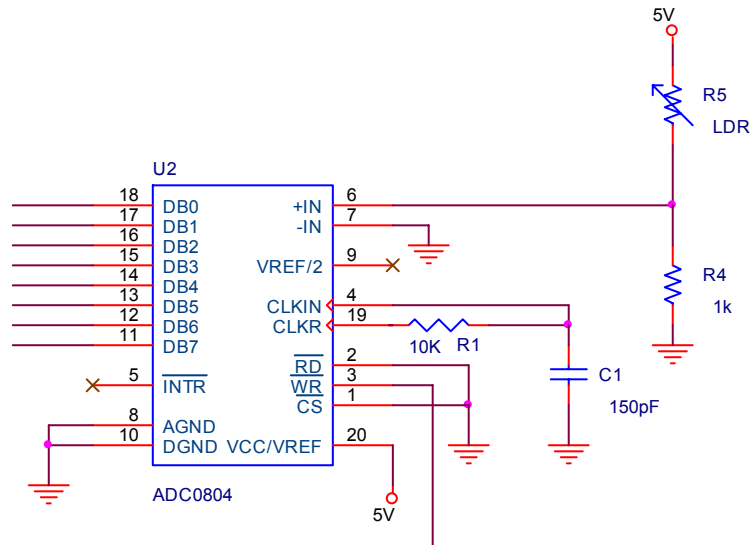 5V
R5
LDR
U2
18 DB0 +IN 6
17 DB1 -IN 7
16 DB2
15 DB3 VREF/2 9
14 DB4
13 DB5 CLKIN 4
12 DB6 CLKR 19
11 DB7
10K R1
R4
1k
RD 2
5 INTR WR 3
CS 1
C1
150pF
8 AGND
10 DGND VCC/VREF 20
ADC0804
5V